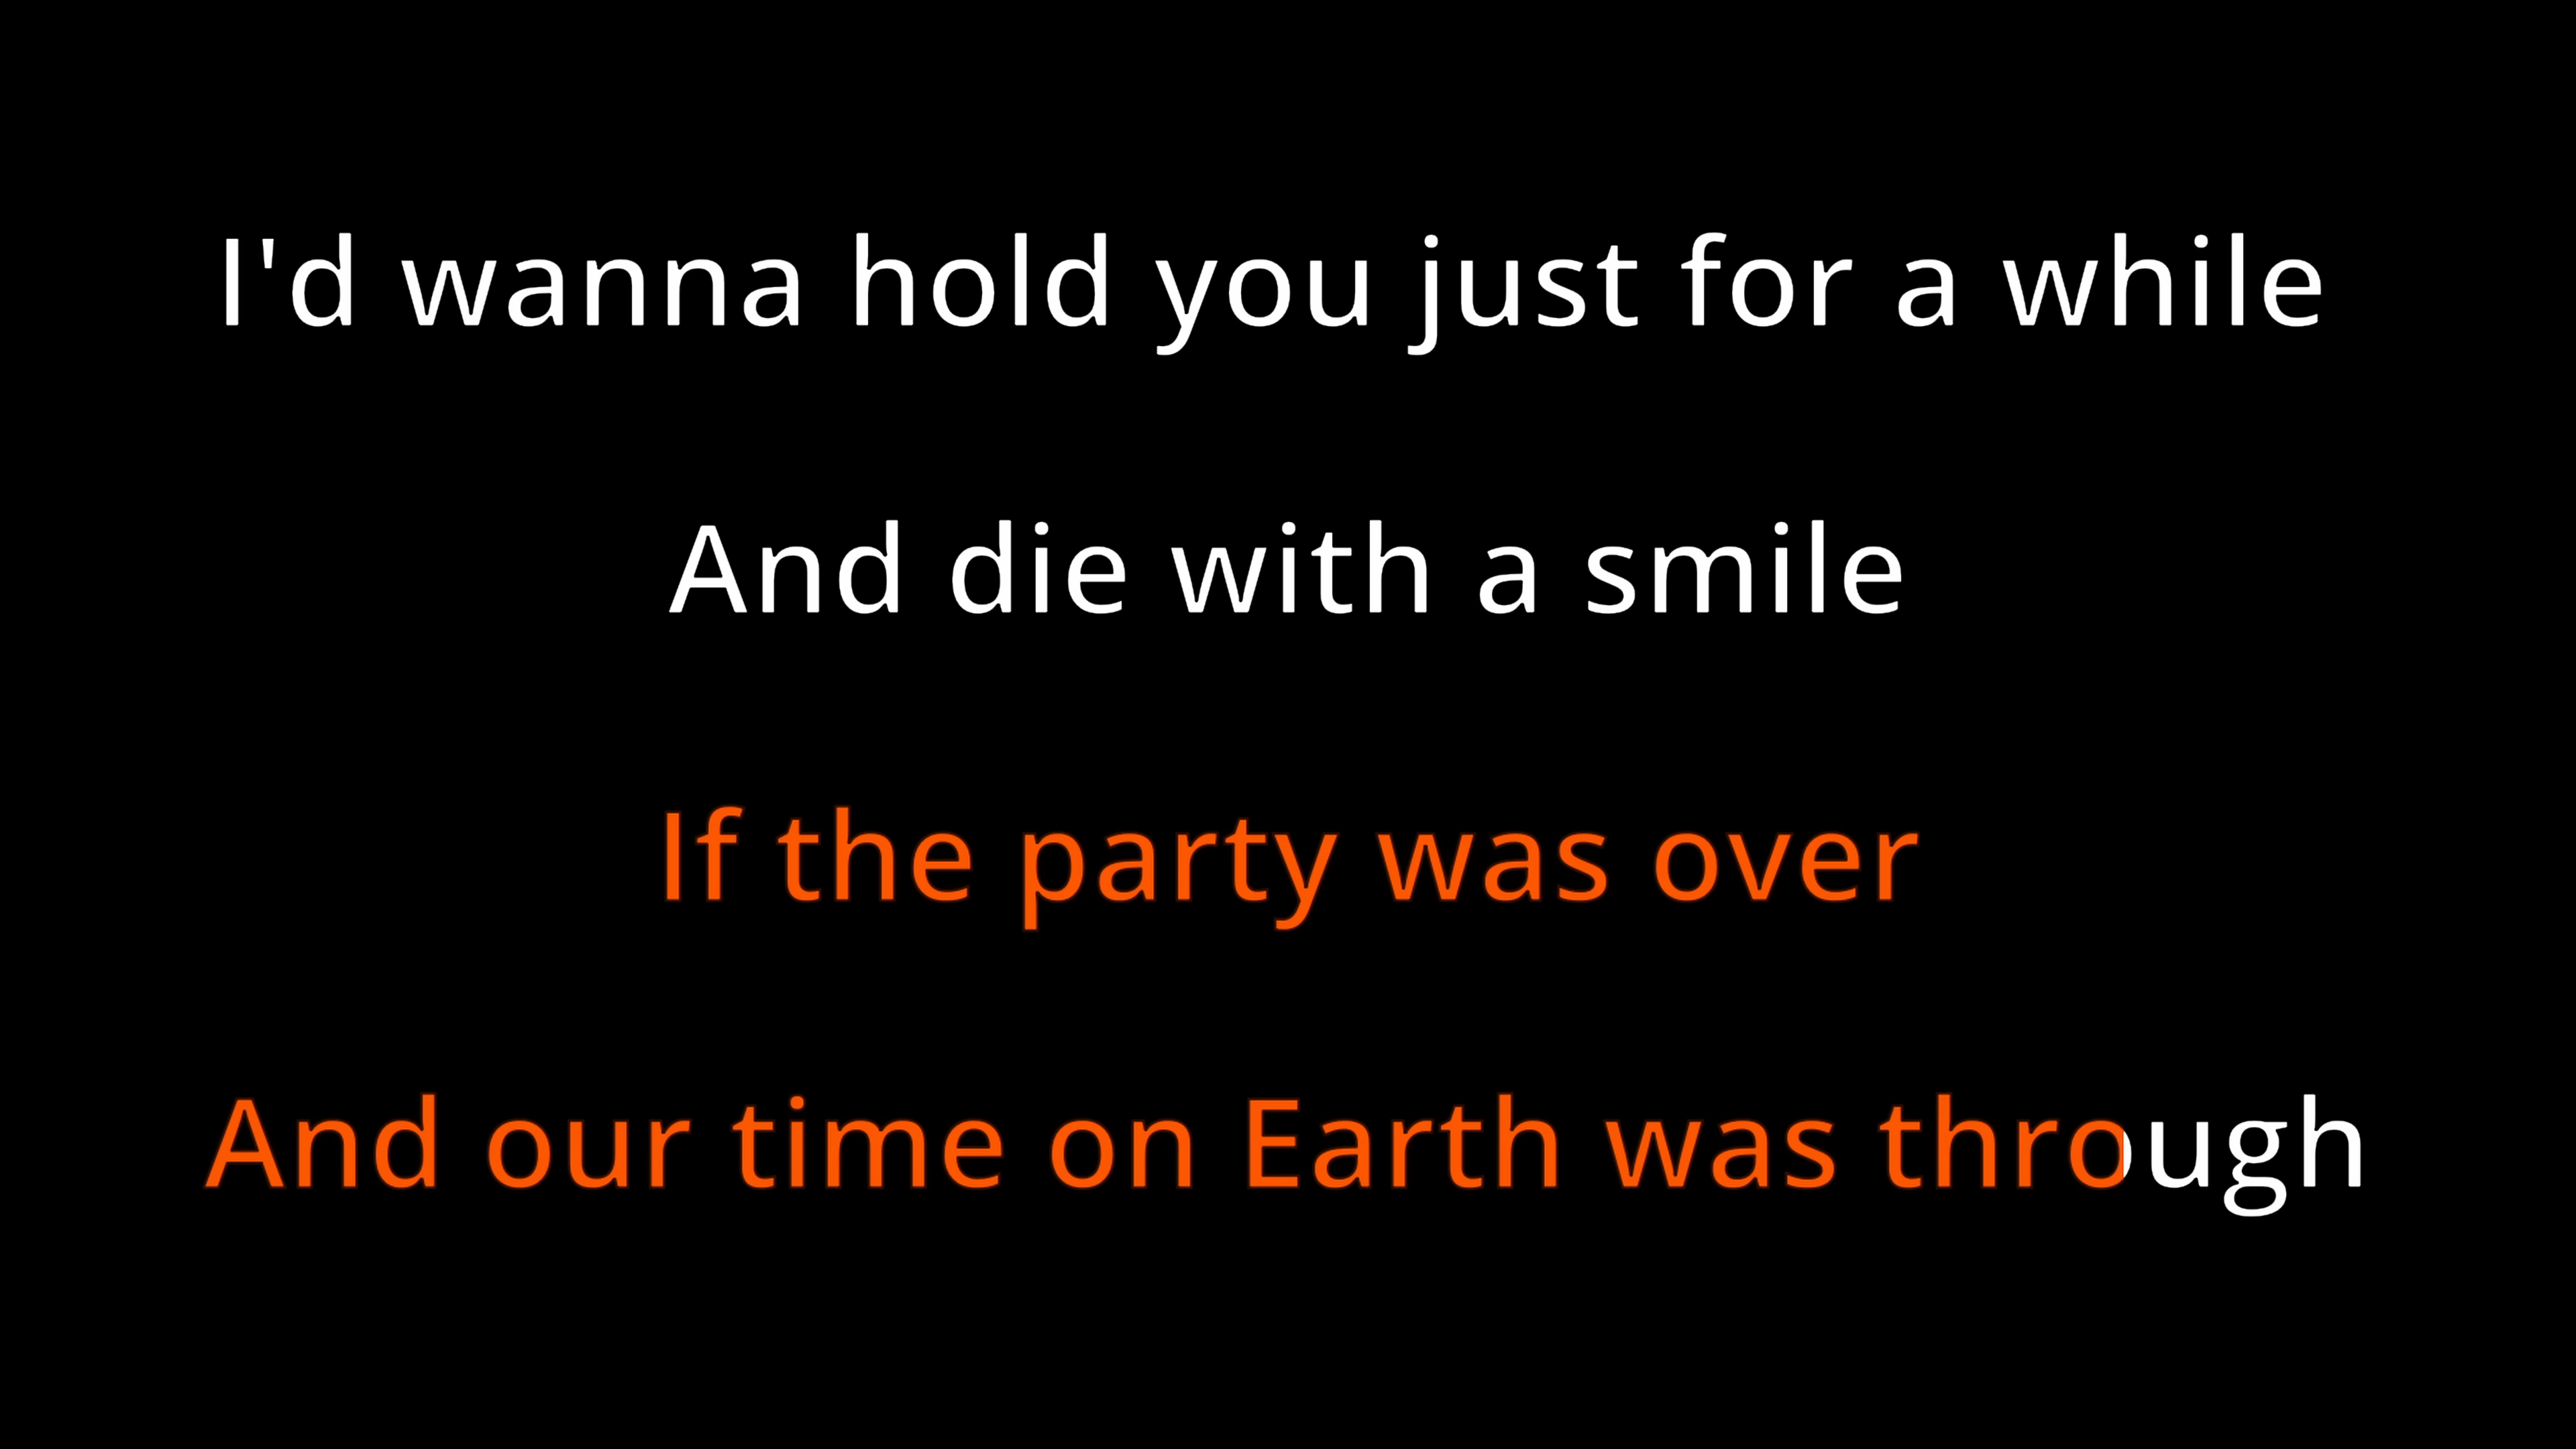 I'd wanna hold you just for a while
And die with a smile
If the party was over
And our time on Earth was through